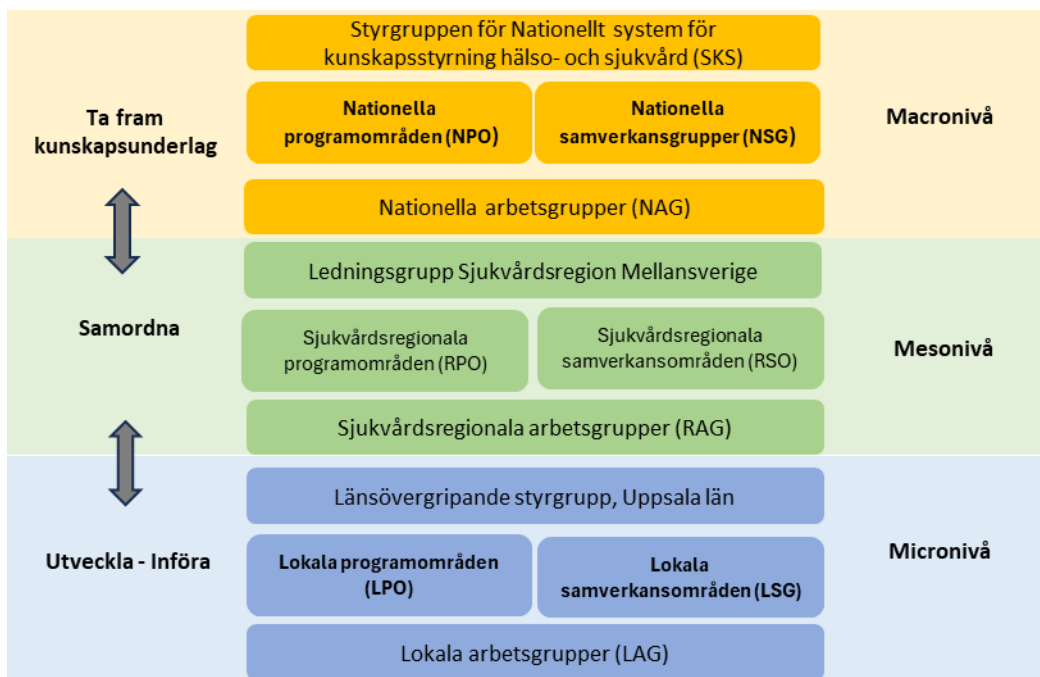 Styrgruppen för Nationellt system för
kunskapsstyrning hälso- och sjukvård (SKS)
Ta fram
kunskapsunderlag
Nationella
programområden (NPO)
Nationella
samverkansgrupper (NSG)
Macronivå
Nationella arbetsgrupper (NAG)
Ledningsgrupp Sjukvårdsregion Mellansverige
Samordna
Sjukvårdsregionala
programområden (RPO)
Sjukvårdsregionala
samverkansområden (RSO)
Mesonivå
Sjukvårdsregionala arbetsgrupper (RAG)
Länsövergripande styrgrupp, Uppsala län
Utveckla - Införa
Lokala programområden
(LPO)
Lokala
samverkansområden (LSG)
Micronivå
Lokala arbetsgrupper (LAG)